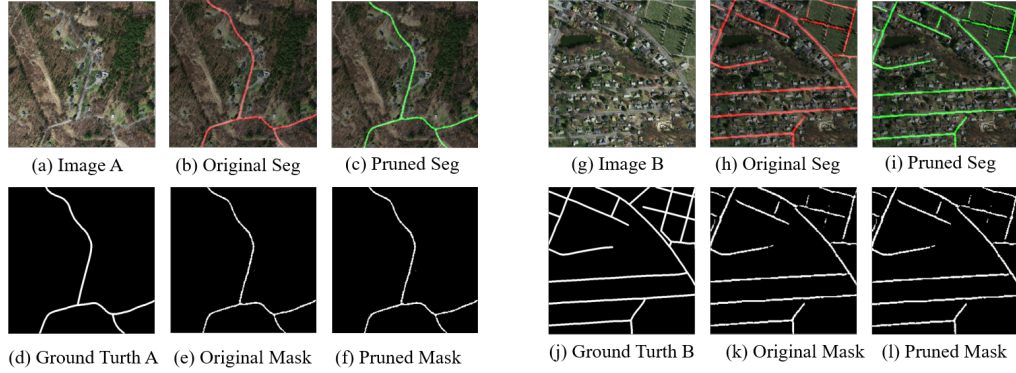 (a) Image A
(b) Original Seg
(c) Pruned Seg
(g) Image B
(h) Original Seg
(i) Pruned Seg
(d) Ground Turth A
(e) Original Mask
(f) Pruned Mask
(j) Ground Turth B
(k) Original Mask
(l) Pruned Mask